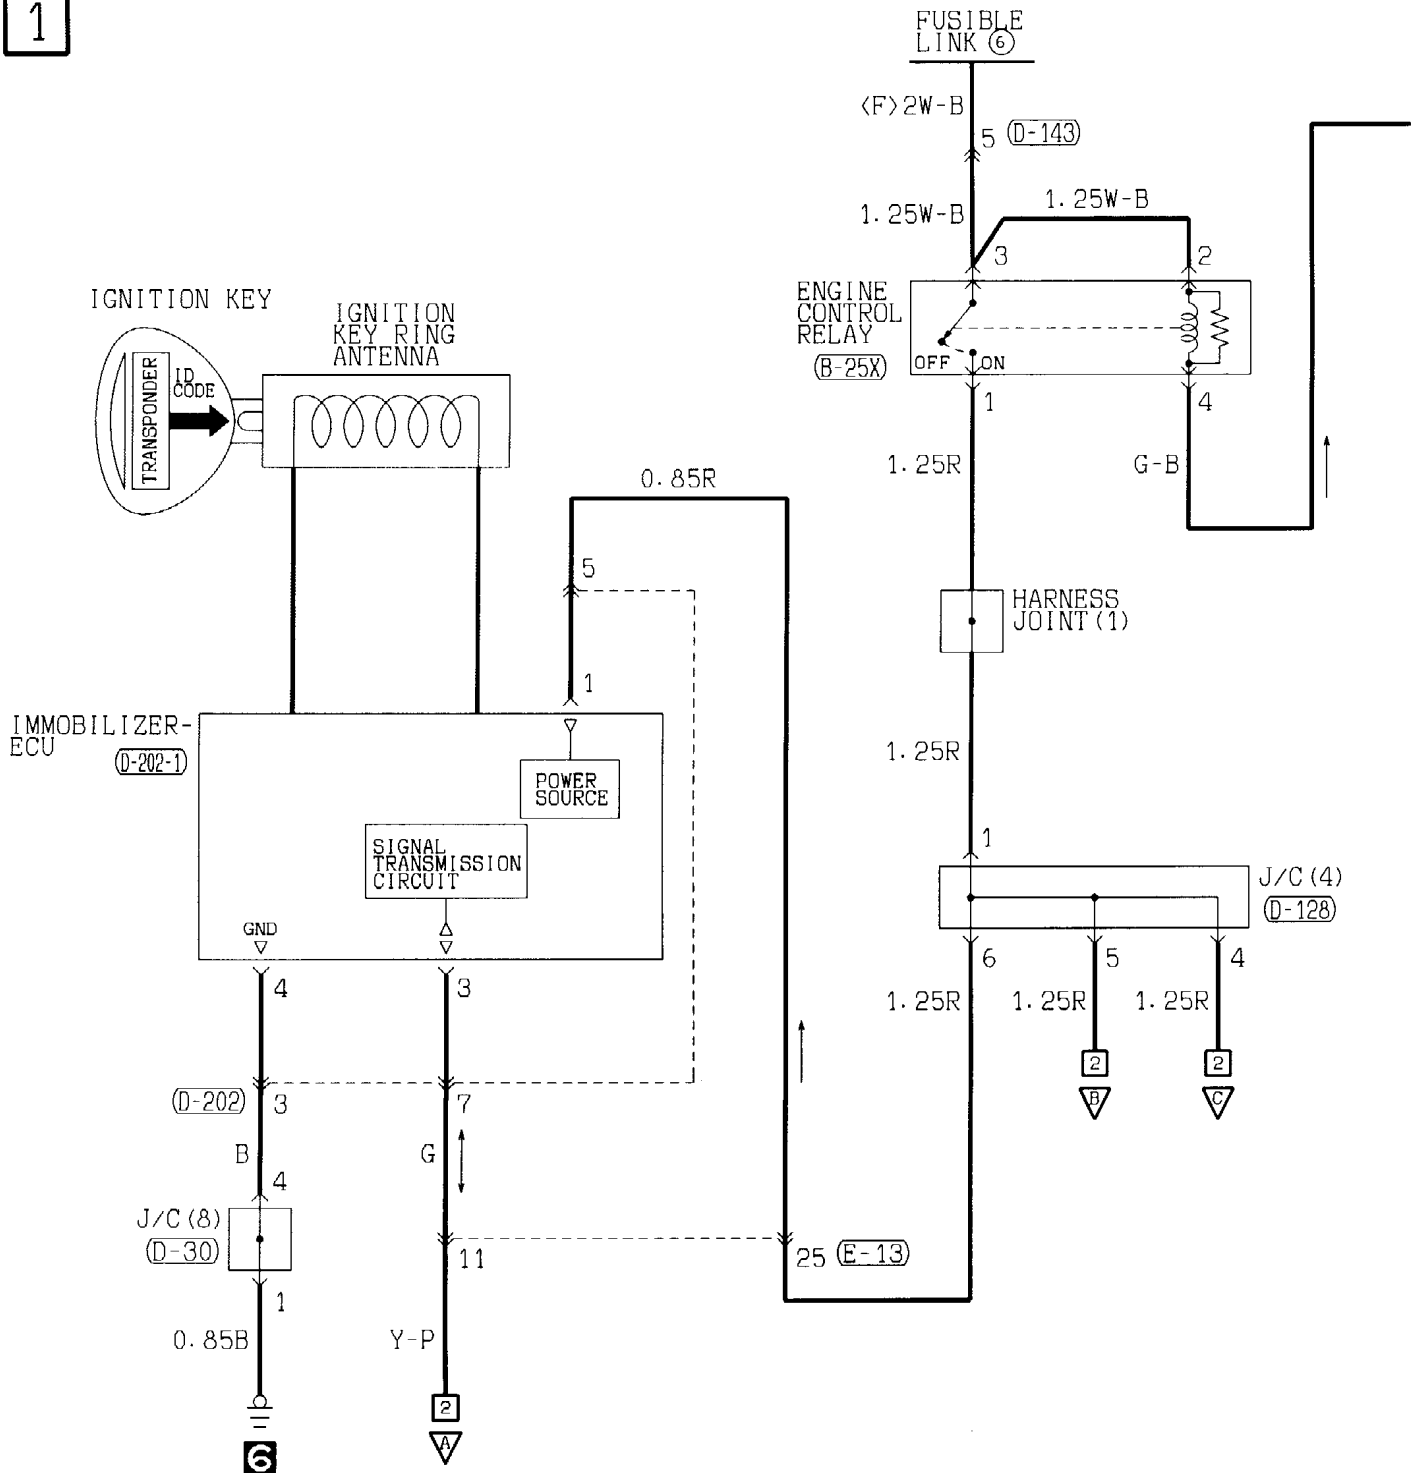 1
FUSIBLE
LINK ⑥
<F>2W-B
5 (D-143)
1.25W-B
1.25W-B
3
2
ENGINE
CONTROL
RELAY
(B-25X)
OFF
ON
1
4
1.25R
G-B
IGNITION KEY
IGNITION
KEY RING
ANTENNA
TRANSPONDER
ID
CODE
0.85R
5
1
HARNESS
JOINT(1)
IMMOBILIZER-
ECU
(D-202-1)
POWER
SOURCE
SIGNAL
TRANSMISSION
CIRCUIT
GND
4
3
1.25R
1
J/C(4)
(D-128)
6
5
4
1.25R
1.25R
1.25R
2
2
B
C
(D-202) 3
7
B
G
4
J/C(8)
(D-30)
11
25 (E-13)
1
0.85B
Y-P
2
A
6